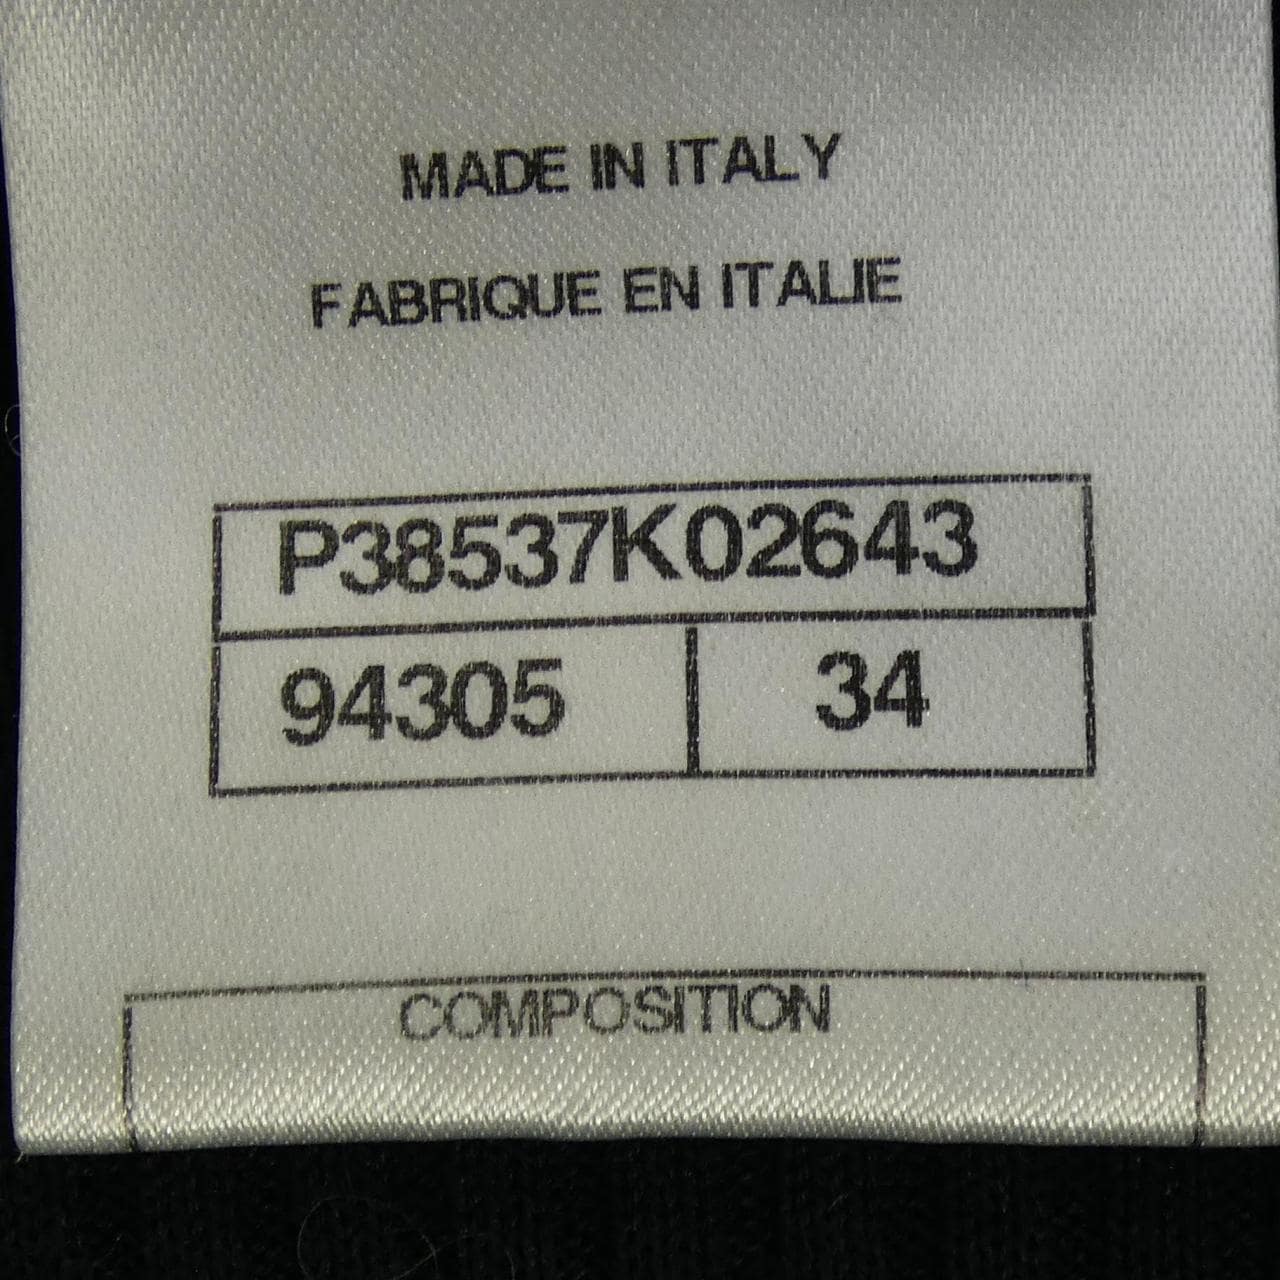 MADE IN ITALY
FABRIQUE EN ITALIE
P38537K02643
94305 34
COMPOSITION